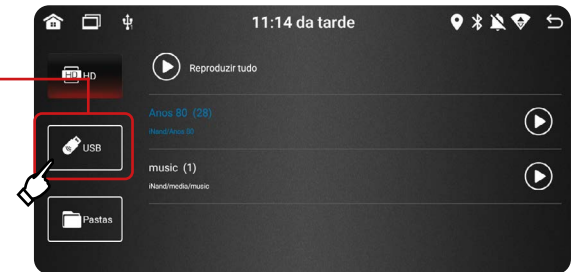 11:14 da tarde
HD HD
Reproduzir tudo
Anos 80 (28)
iNand/Anos 80
USB
music (1)
iNand/media/music
Pastas